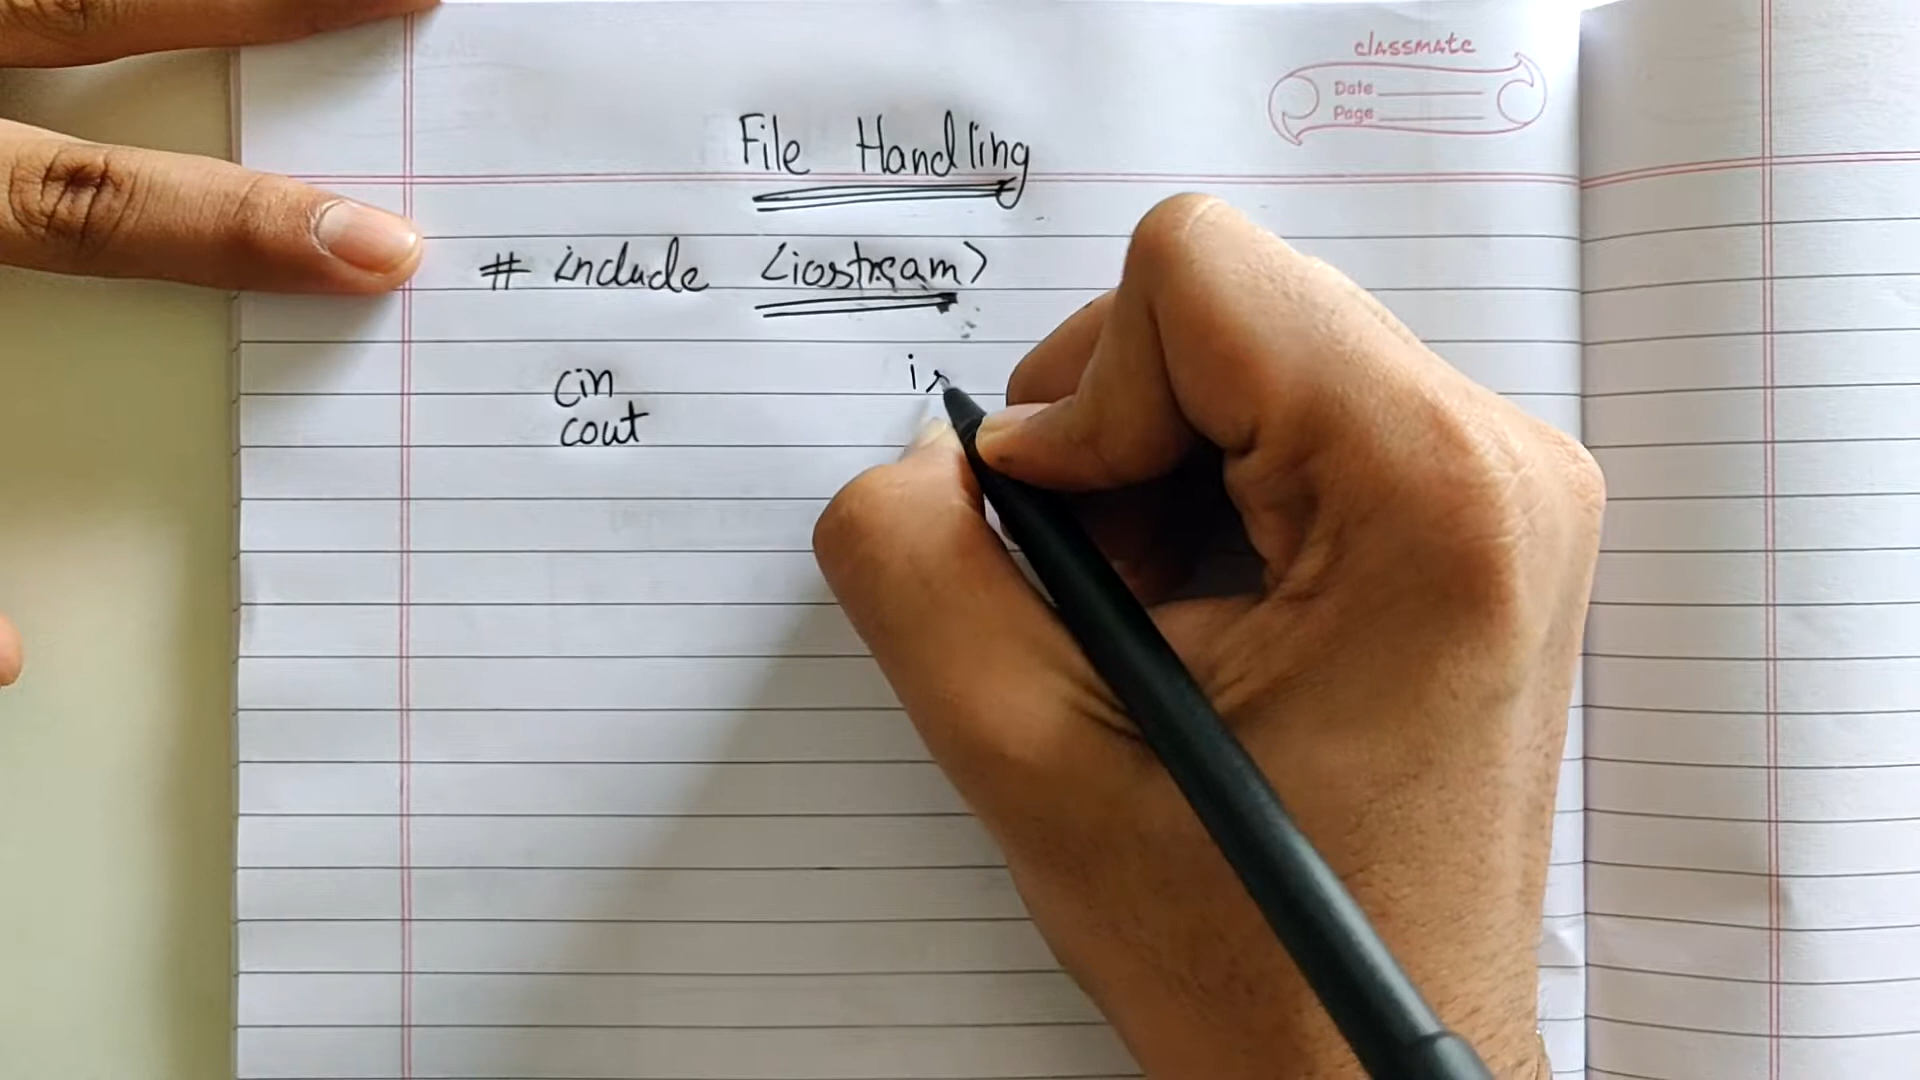 classmate
Date
Page
File Handling
# include <iostream>
cin
cout